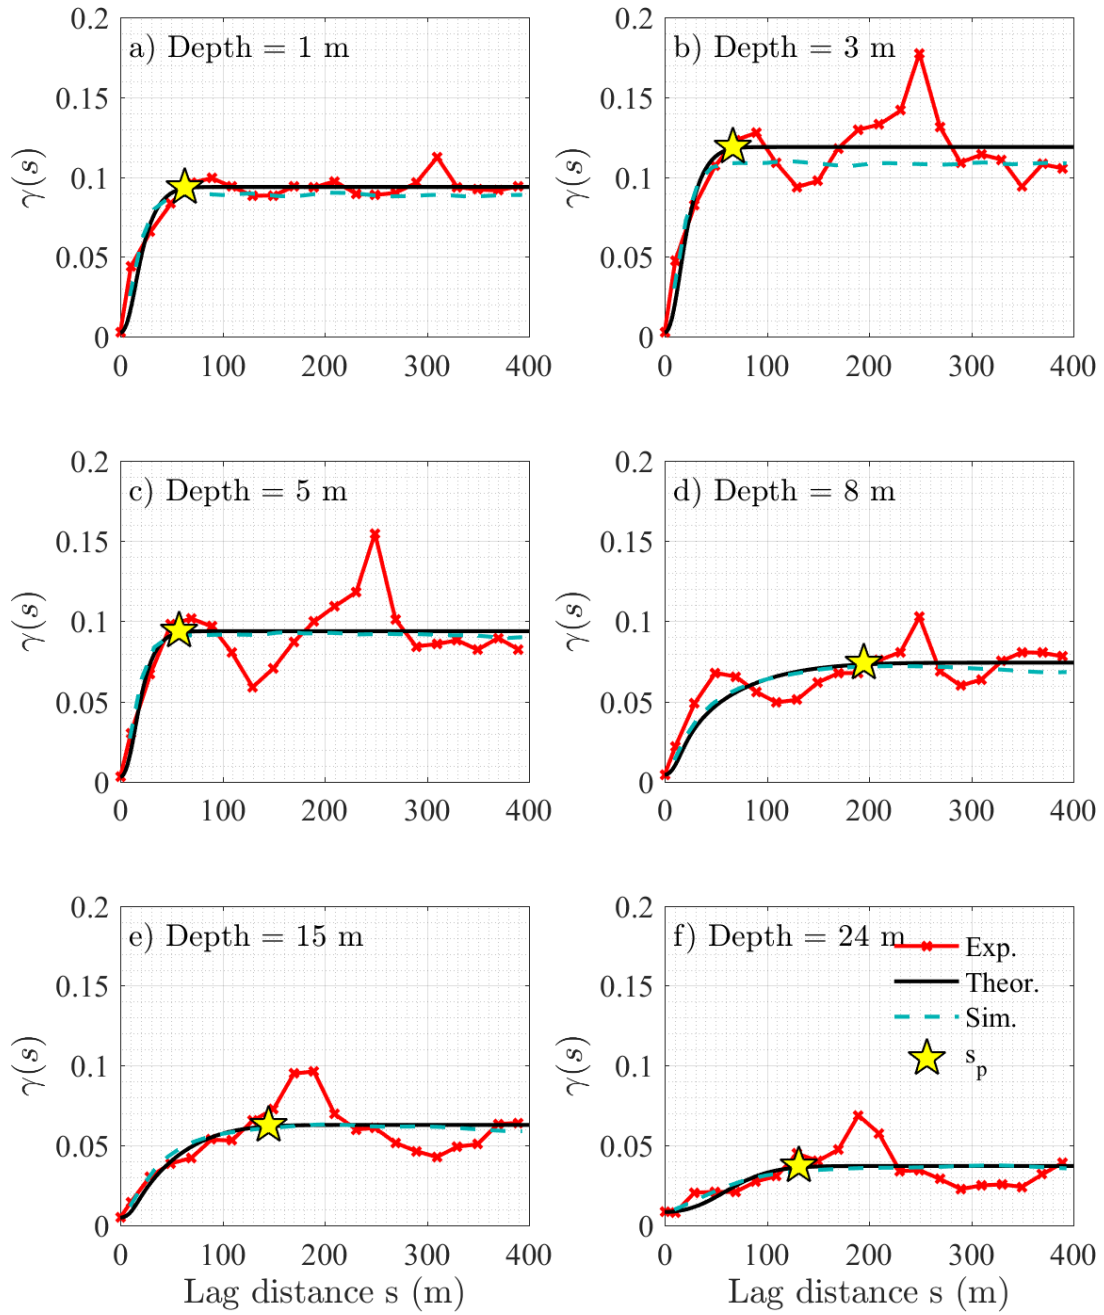 a) Depth = 1 m
0.2
0.15
0.1
0.05
0
γ(s)
0 100 200 300 400
b) Depth = 3 m
0.2
0.15
0.1
0.05
0
γ(s)
0 100 200 300 400
c) Depth = 5 m
0.2
0.15
0.1
0.05
0
γ(s)
0 100 200 300 400
d) Depth = 8 m
0.2
0.15
0.1
0.05
0
γ(s)
0 100 200 300 400
e) Depth = 15 m
0.2
0.15
0.1
0.05
0
γ(s)
0 100 200 300 400
Lag distance s (m)
f) Depth = 24 m
0.2
0.15
0.1
0.05
0
γ(s)
Exp.
Theor.
Sim.
s_p
0 100 200 300 400
Lag distance s (m)